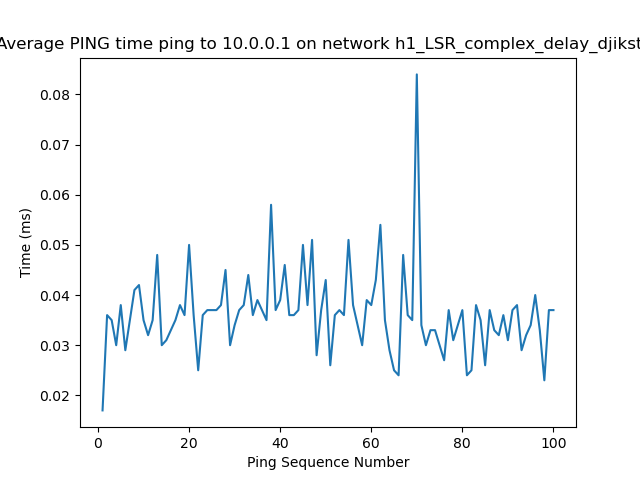 Average PING time ping to 10.0.0.1 on network h1_LSR_complex_delay_djikst
0.08
0.07
0.06
0.05
0.04
0.03
0.02
Time (ms)
0 20 40 60 80 100
Ping Sequence Number